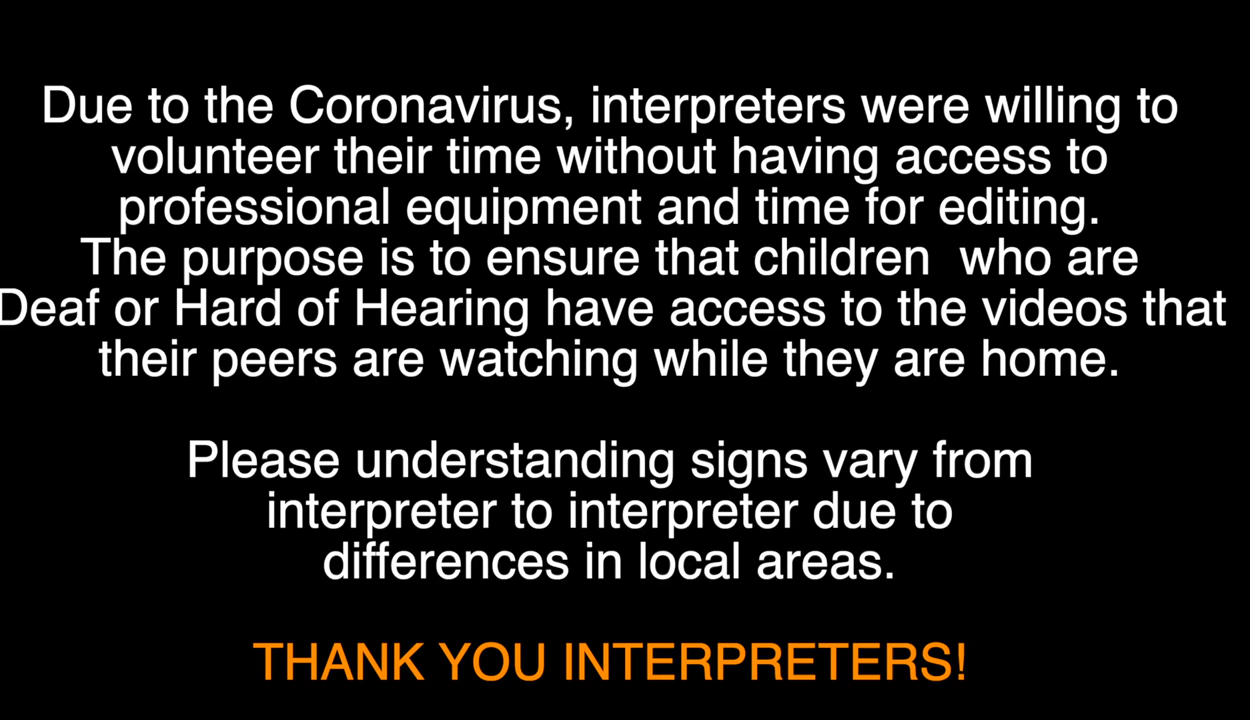 Due to the Coronavirus, interpreters were willing to
volunteer their time without having access to
professional equipment and time for editing.
The purpose is to ensure that children  who are
Deaf or Hard of Hearing have access to the videos that
their peers are watching while they are home.
Please understanding signs vary from
interpreter to interpreter due to
differences in local areas.
THANK YOU INTERPRETERS!